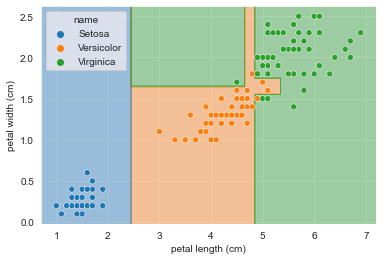 name
Setosa
Versicolor
Virginica
2.5
2.0
1.5
1.0
0.5
0.0
petal width (cm)
1 2 3 4 5 6 7
petal length (cm)